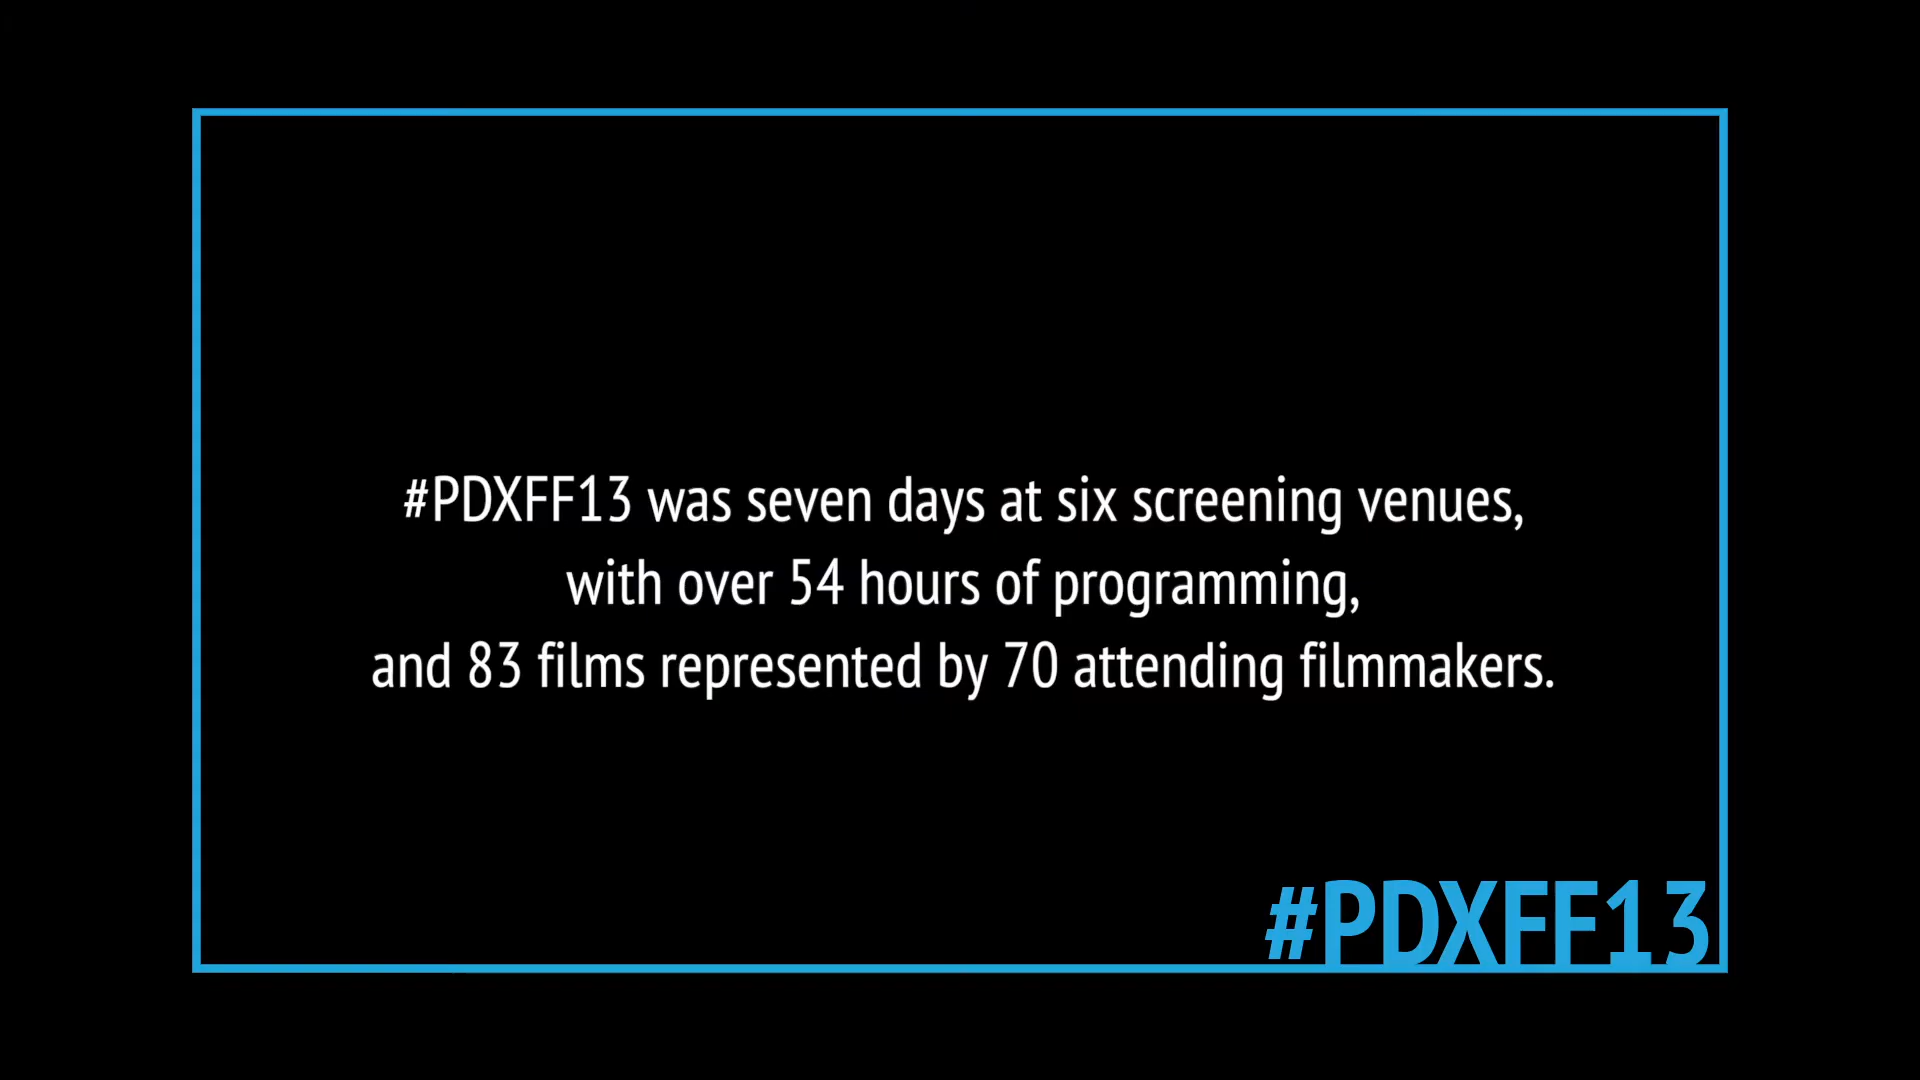 #PDXFF13 was seven days at six screening venues,
with over 54 hours of programming,
and 83 films represented by 70 attending filmmakers.
#PDXFF13